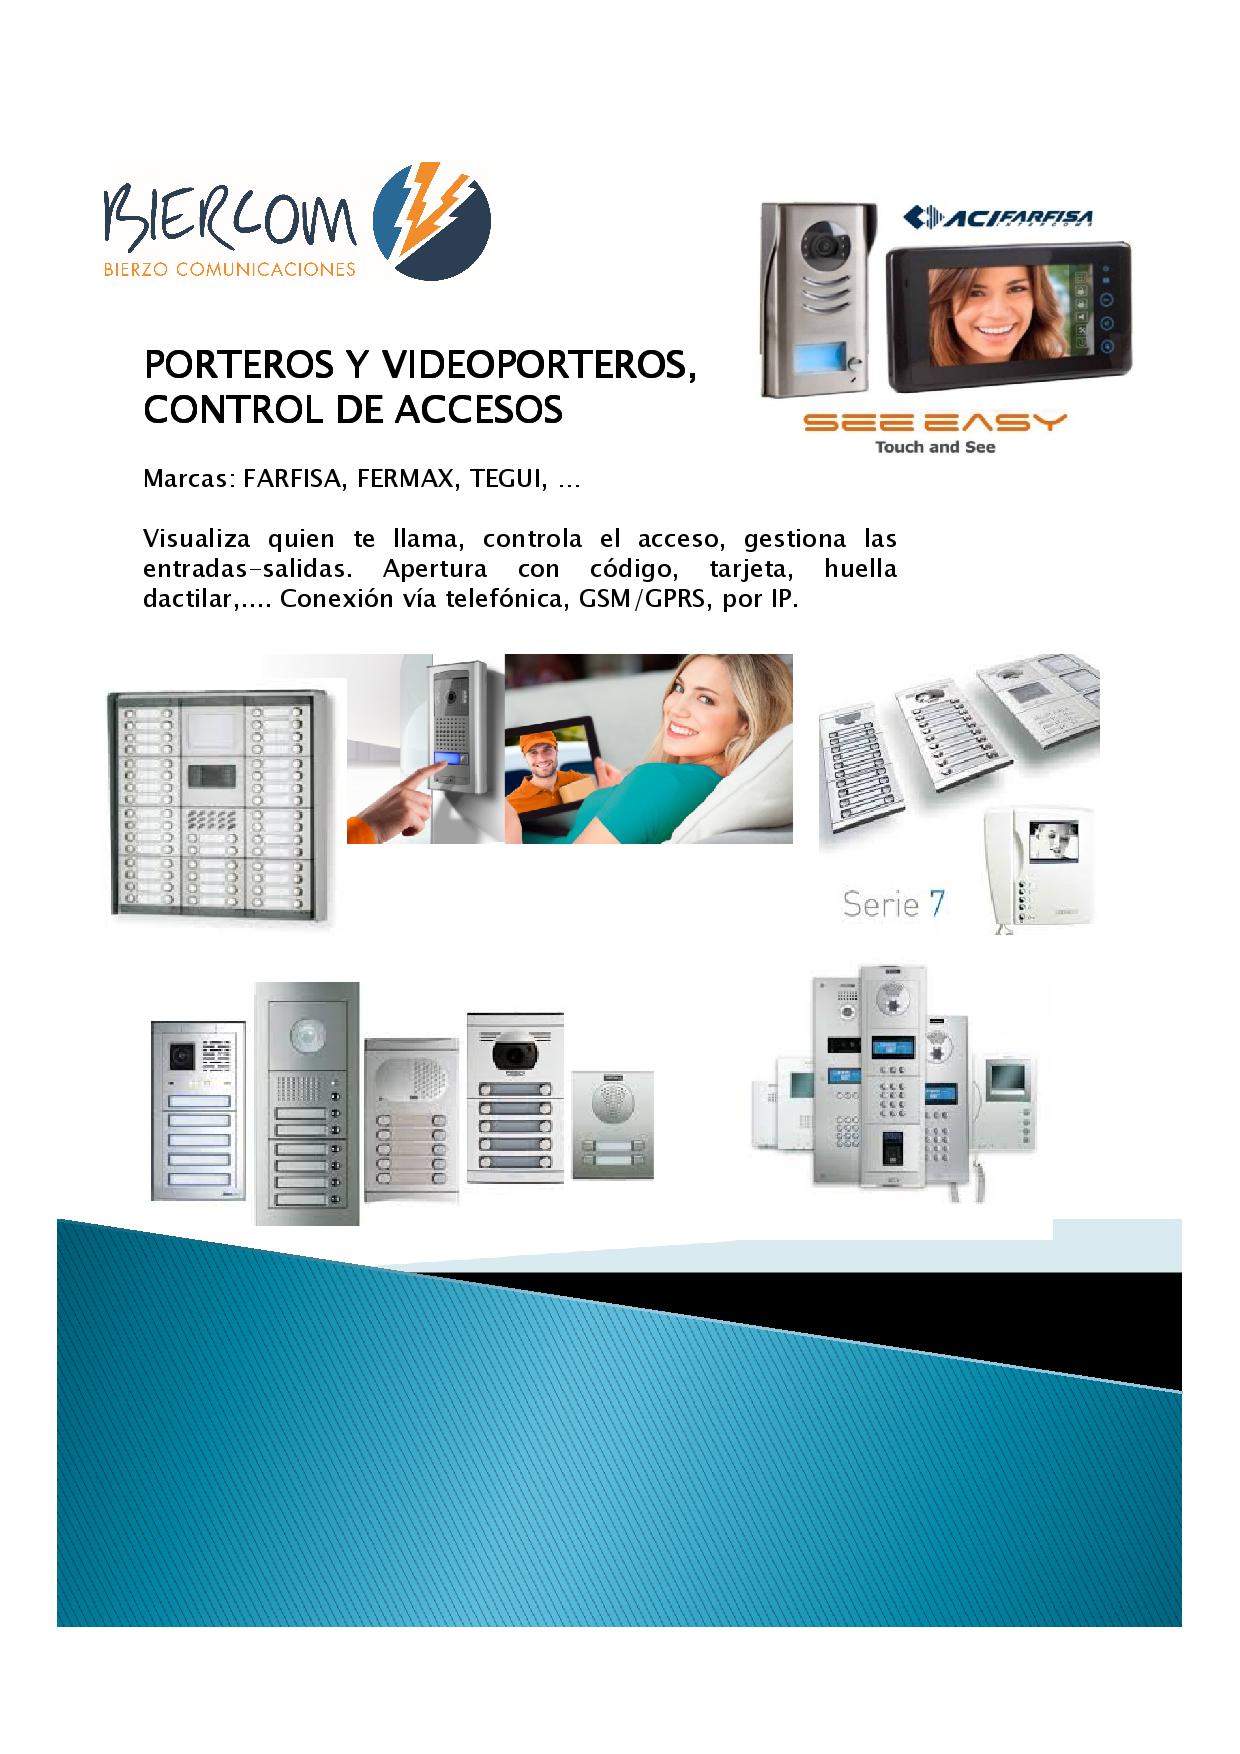 BIERCOM
BIERZO COMUNICACIONES
ACI FARFISA
SEE EASY
Touch and See
PORTEROS Y VIDEOPORTEROS,
CONTROL DE ACCESOS
Marcas: FARFISA, FERMAX, TEGUI, ...
Visualiza quien te llama, controla el acceso, gestiona las
entradas-salidas. Apertura con código, tarjeta, huella
dactilar,.... Conexión vía telefónica, GSM/GPRS, por IP.
Serie 7